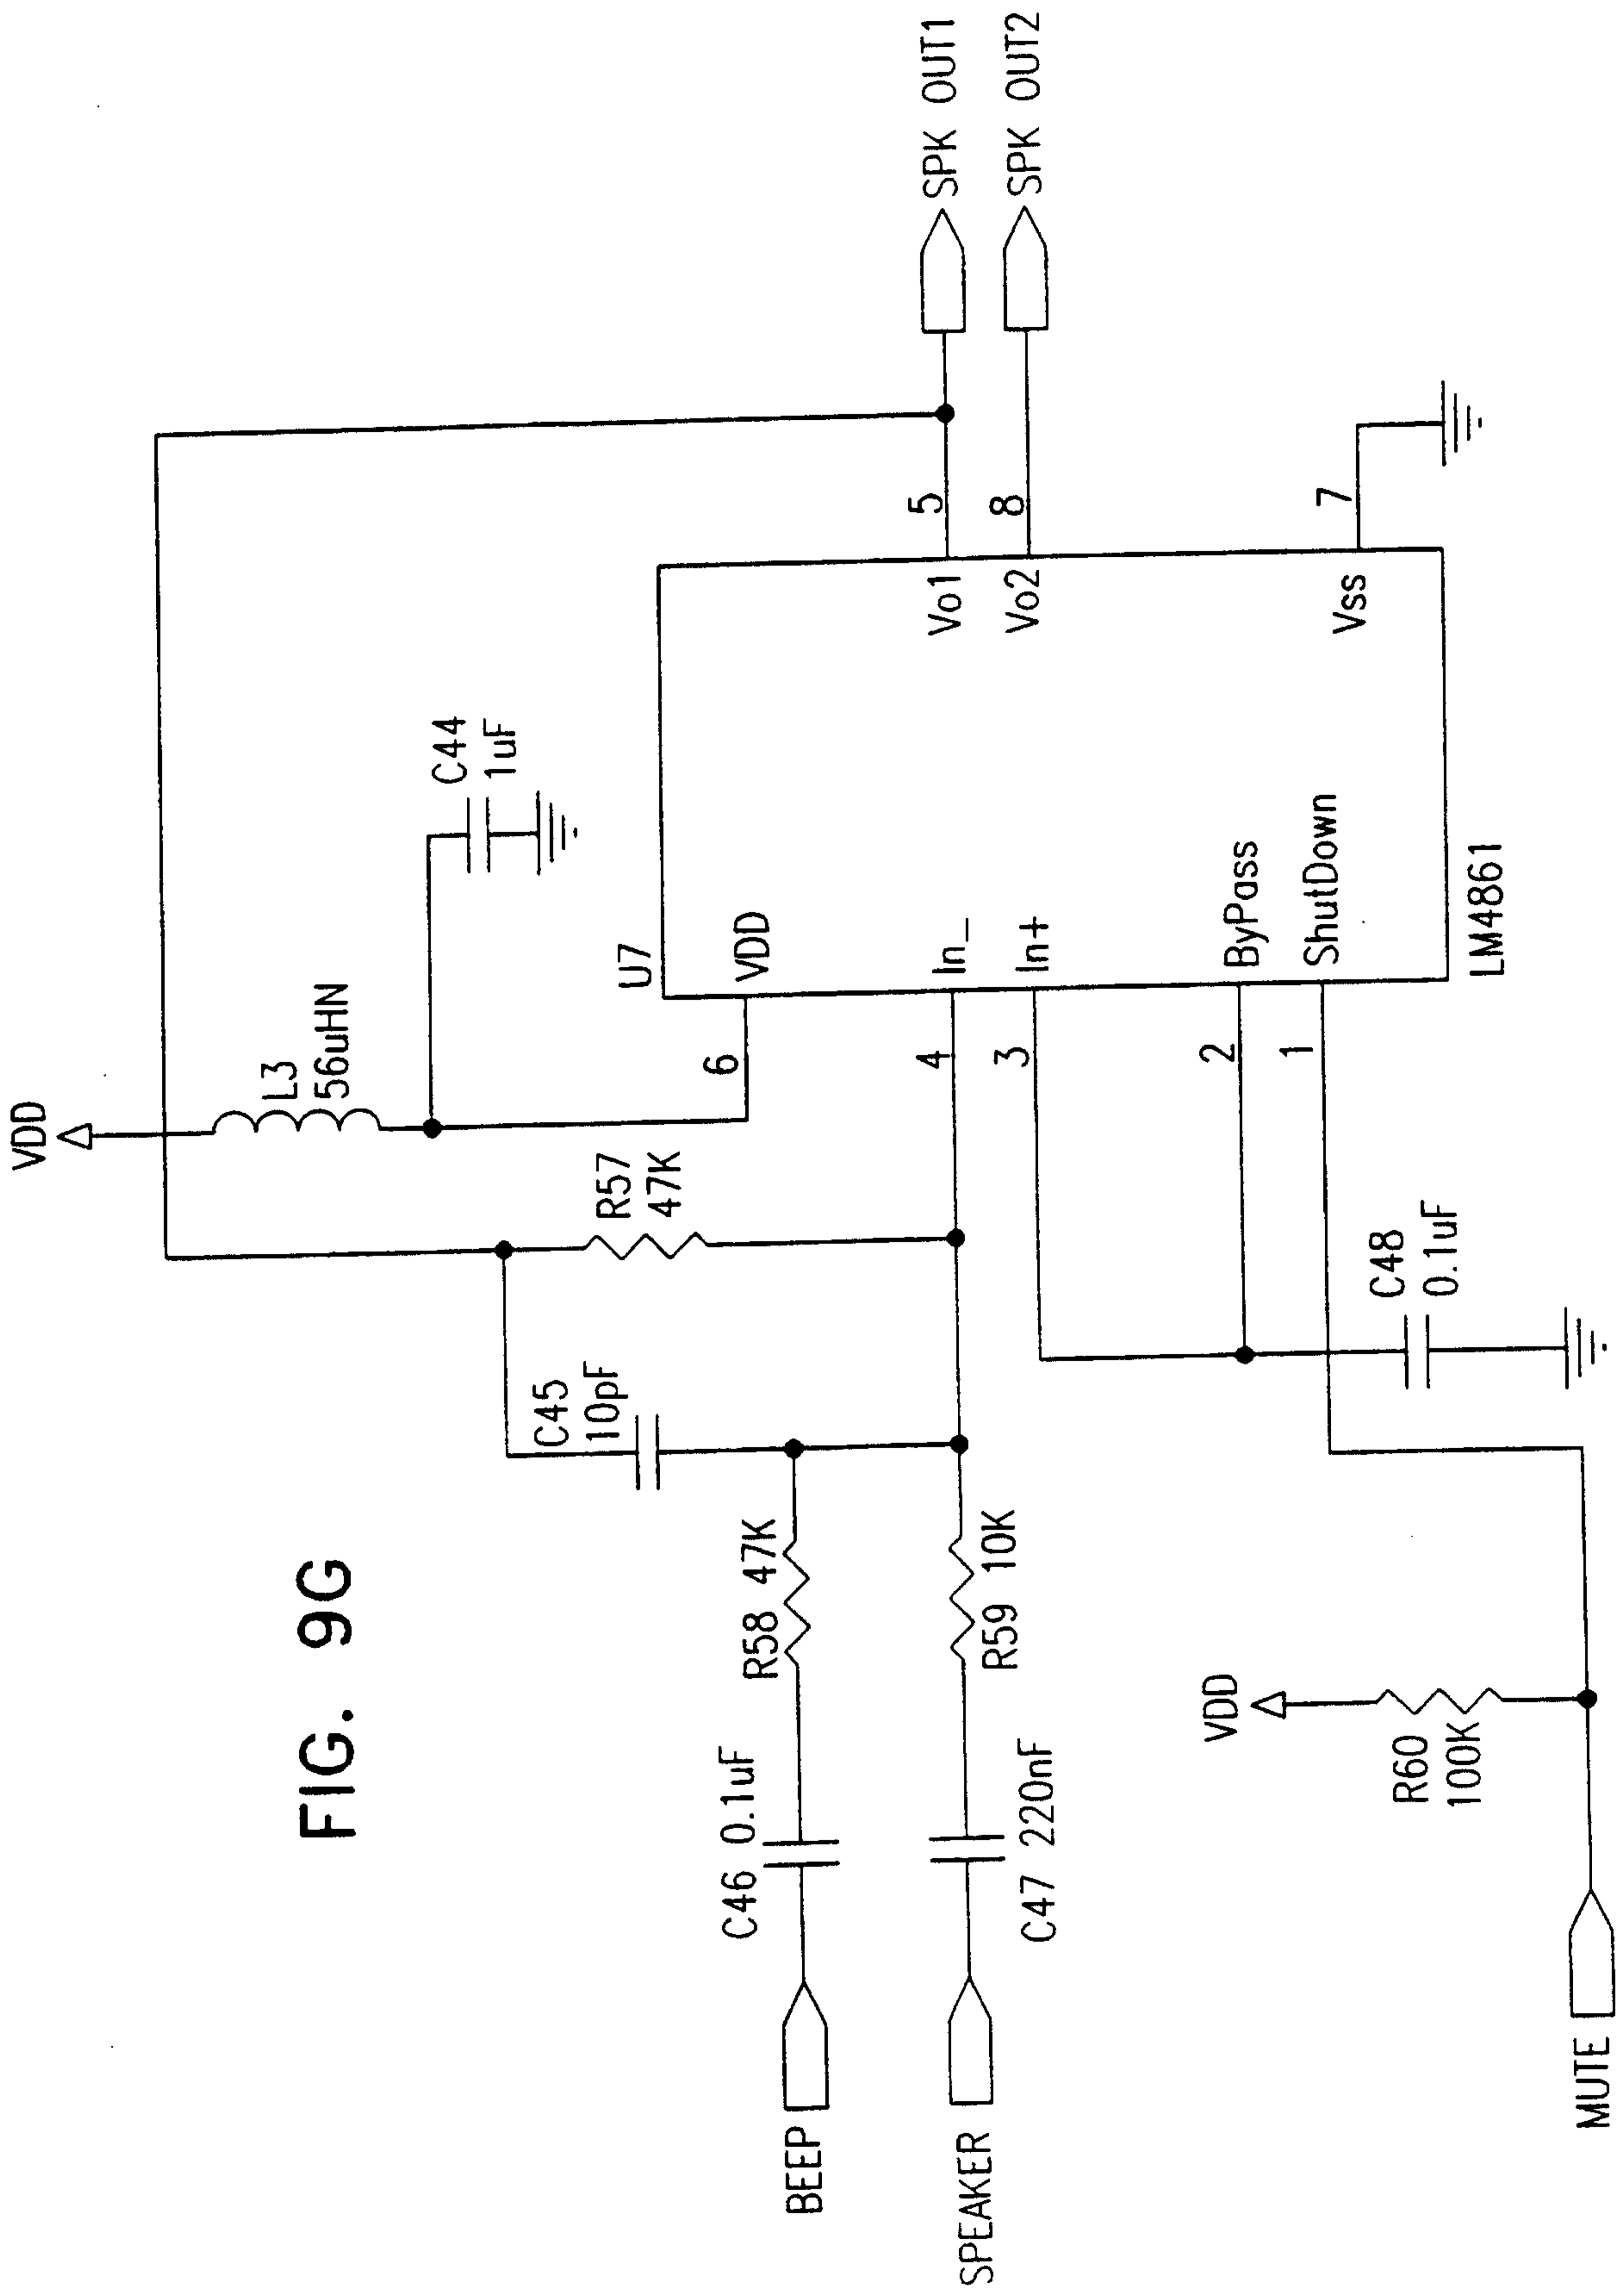 FIG. 9G
VDD
L3
56uHN
C44
1uF
R57
47K
C45
10pF
U7
VDD
6
In_
4
In+
3
ByPass
2
ShutDown
1
Vo1
5
Vo2
8
Vss
7
LM4861
SPK OUT1
SPK OUT2
BEEP
C46 0.1uF
R58 47K
SPEAKER
C47 220nF
R59 10K
C48
0.1uF
VDD
R60
100K
MUTE